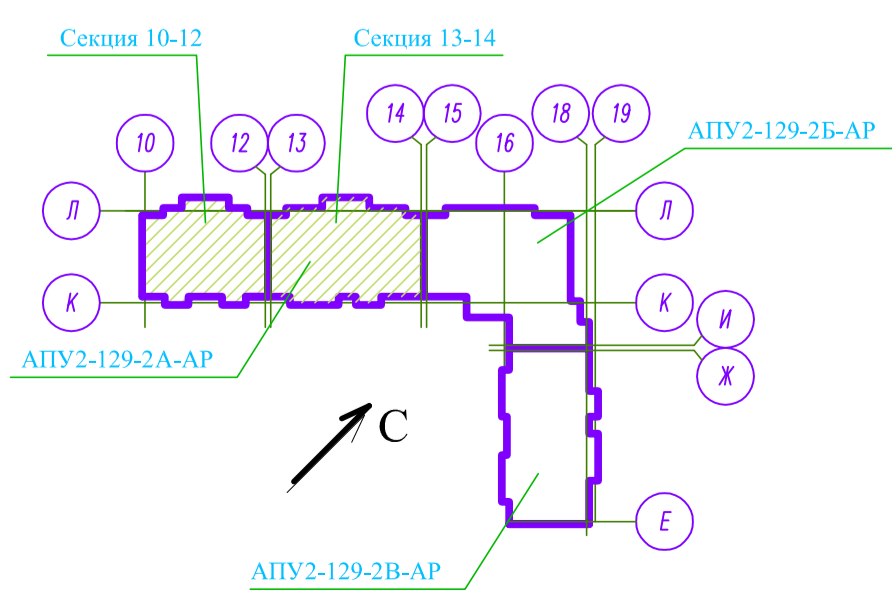 Секция 10-12
Секция 13-14
14
15
18
19
10
12
13
16
АПУ2-129-2Б-АР
Л
Л
К
К
И
АПУ2-129-2А-АР
Ж
С
Е
АПУ2-129-2В-АР